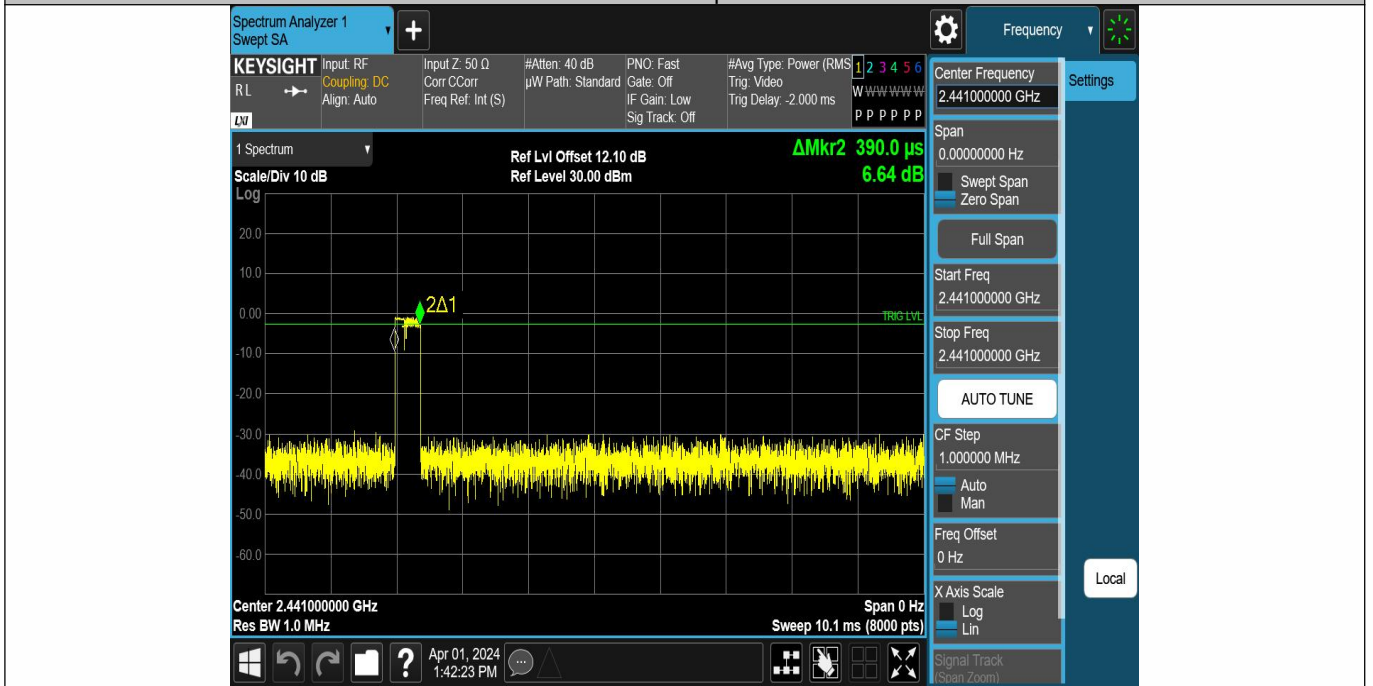 Spectrum Analyzer 1
Swept SA
+
Frequency
KEYSIGHT
RL
LXI
Input: RF
Coupling: DC
Align: Auto
Input Z: 50 Ω
Corr CCorr
Freq Ref: Int (S)
#Atten: 40 dB
µW Path: Standard
PNO: Fast
Gate: Off
IF Gain: Low
Sig Track: Off
#Avg Type: Power (RMS
Trig: Video
Trig Delay: -2.000 ms
1 2 3 4 5 6
W W W W W W
P P P P P P
1 Spectrum
Scale/Div 10 dB
Ref Lvl Offset 12.10 dB
Ref Level 30.00 dBm
ΔMkr2 390.0 µs
6.64 dB
Log
20.0
10.0
0.00
-10.0
-20.0
-30.0
-40.0
-50.0
-60.0
2Δ1
TRIG LVL
Center 2.441000000 GHz
Res BW 1.0 MHz
Span 0 Hz
Sweep 10.1 ms (8000 pts)
Center Frequency
2.441000000 GHz
Settings
Span
0.00000000 Hz
Swept Span
Zero Span
Full Span
Start Freq
2.441000000 GHz
Stop Freq
2.441000000 GHz
AUTO TUNE
CF Step
1.000000 MHz
Auto
Man
Freq Offset
0 Hz
X Axis Scale
Log
Lin
Signal Track
(Span Zoom)
Local
?
Apr 01, 2024
1:42:23 PM